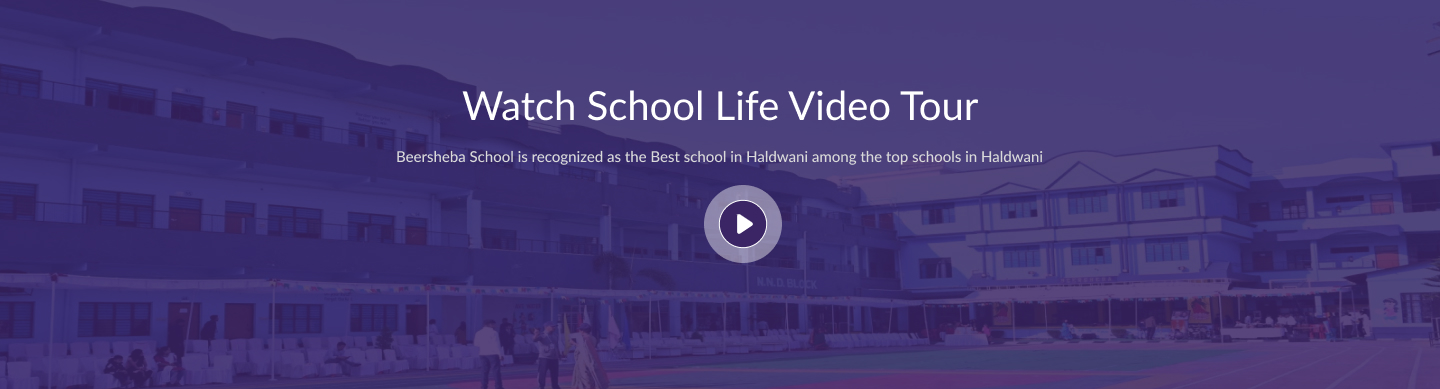 Watch School Life Video Tour
Beersheba School is recognized as the Best school in Haldwani among the top schools in Haldwani
N.N.D. BLOCK